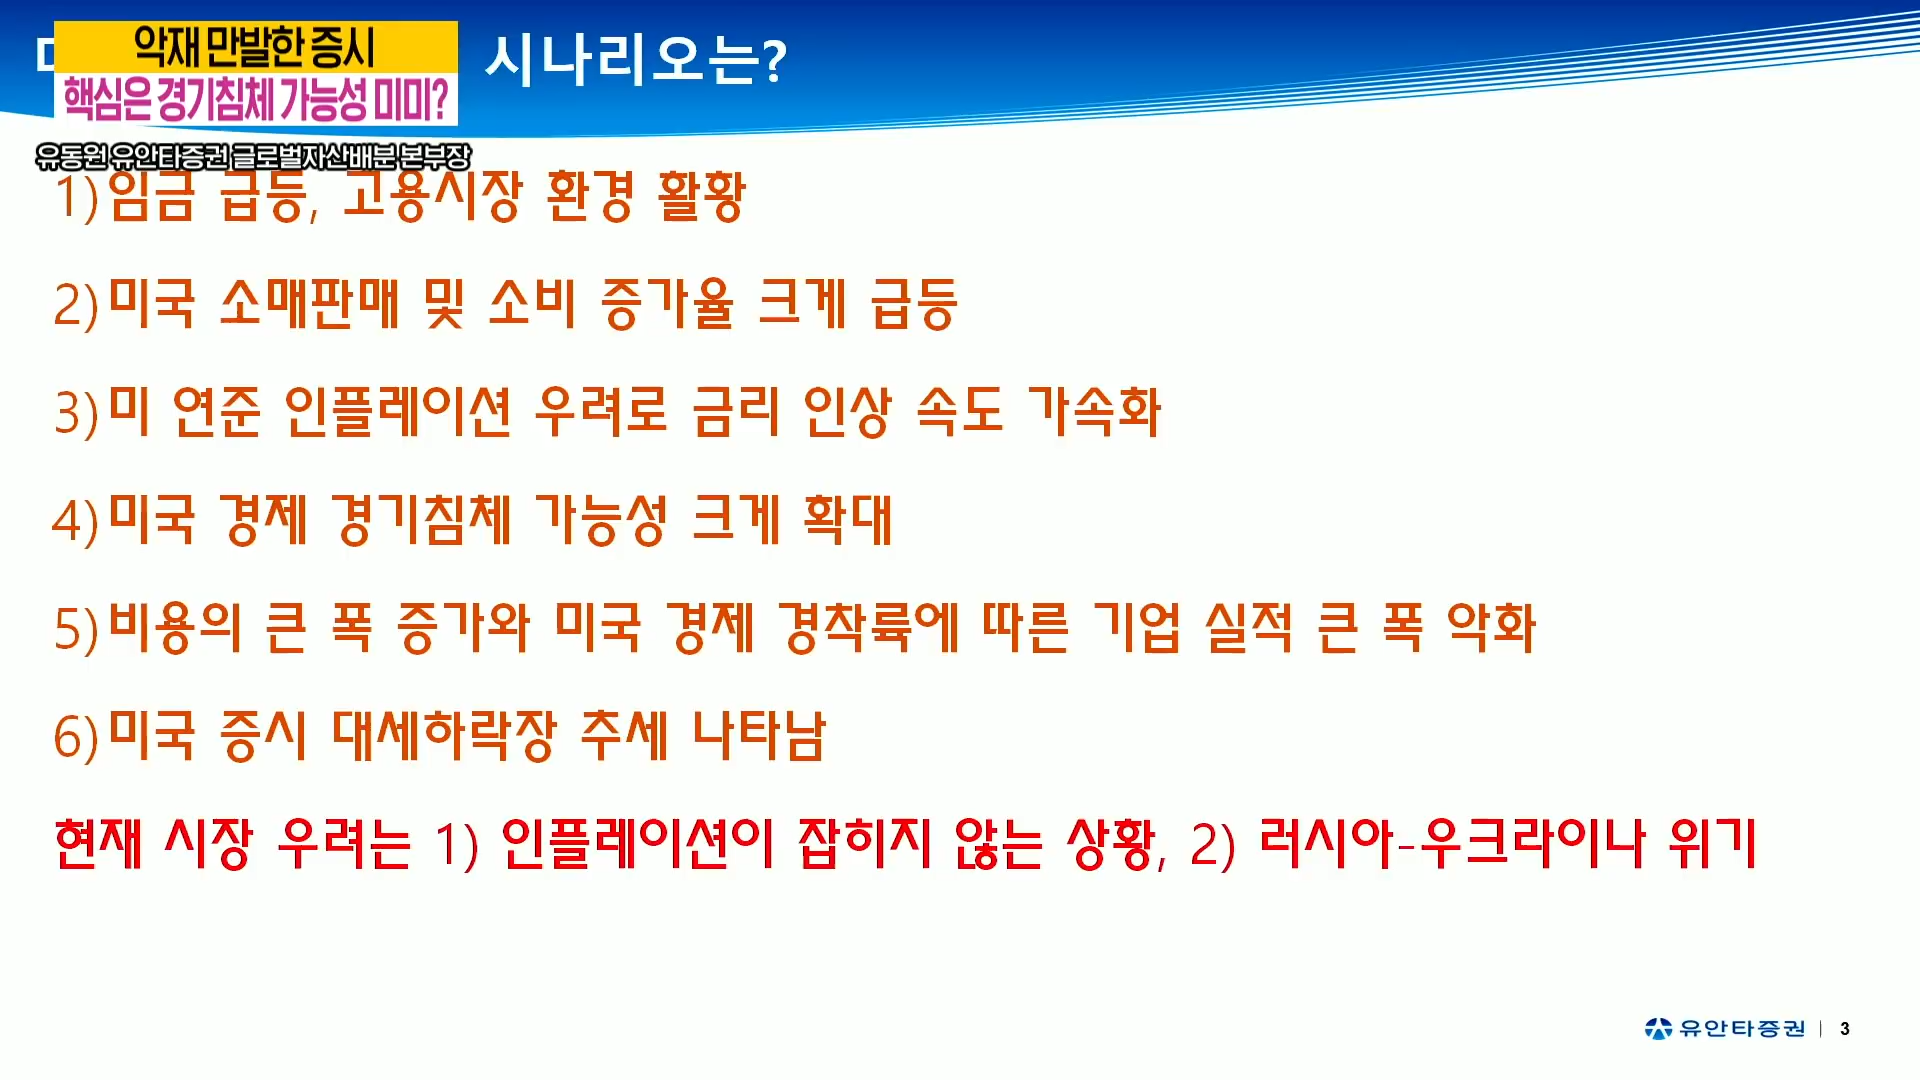 악재 만발한 증시
핵심은 경기침체 가능성 미미?
시나리오는?
유동원 유안타증권 글로벌자산배분 본부장
1) 임금 급등, 고용시장 환경 활황
2) 미국 소매판매 및 소비 증가율 크게 급등
3) 미 연준 인플레이션 우려로 금리 인상 속도 가속화
4) 미국 경제 경기침체 가능성 크게 확대
5) 비용의 큰 폭 증가와 미국 경제 경착륙에 따른 기업 실적 큰 폭 악화
6) 미국 증시 대세하락장 추세 나타남
현재 시장 우려는 1) 인플레이션이 잡히지 않는 상황, 2) 러시아-우크라이나 위기
유안타증권 | 3